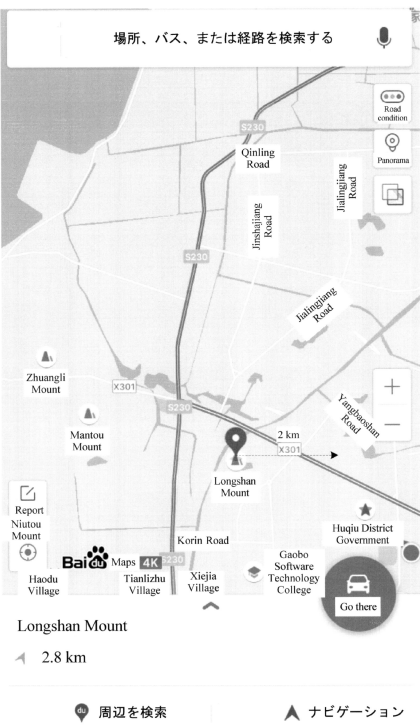 場所、バス、または経路を検索する
Road
condition
S230
Qinling
Road
Panorama
Jialingjiang
Road
Jinshajiang
Road
S230
Jialingjiang
Road
Zhuangli
Mount
X301
S230
Mantou
Mount
Yangbaoshan
Road
2 km
X301
Longshan
Mount
Report
Niutou
Mount
Huqiu District
Government
Korin Road
Bai du Maps 4K S230
Gaobo
Software
Technology
College
Haodu
Village
Tianlizhu
Village
Xiejia
Village
Go there
Longshan Mount
2.8 km
du 周辺を検索
ナビゲーション